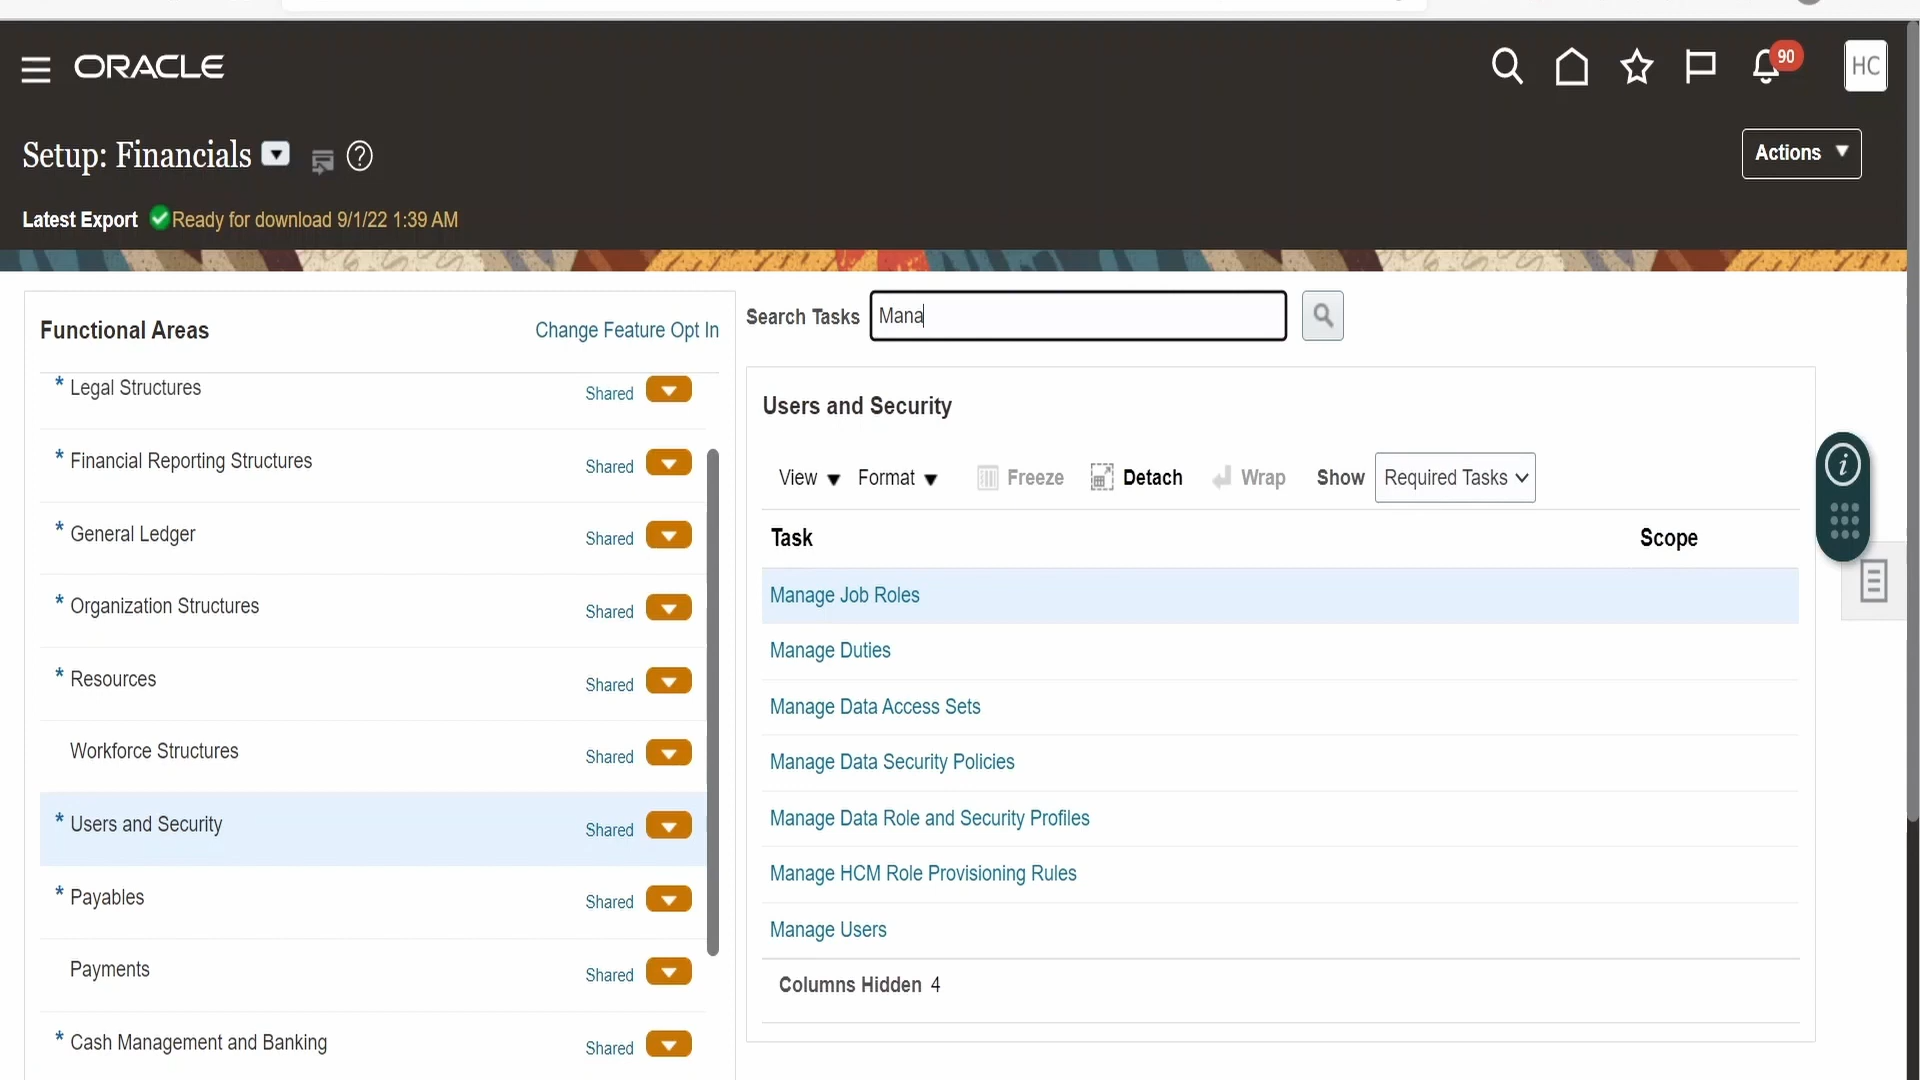 ORACLE
90
HC
Setup: Financials
Actions
Latest Export Ready for download 9/1/22 1:39 AM
Functional Areas
Change Feature Opt In
* Legal Structures Shared
* Financial Reporting Structures Shared
* General Ledger Shared
* Organization Structures Shared
* Resources Shared
Workforce Structures Shared
* Users and Security Shared
* Payables Shared
Payments Shared
* Cash Management and Banking Shared
Search Tasks Mana
Users and Security
View Format Freeze Detach Wrap Show Required Tasks
Task Scope
Manage Job Roles
Manage Duties
Manage Data Access Sets
Manage Data Security Policies
Manage Data Role and Security Profiles
Manage HCM Role Provisioning Rules
Manage Users
Columns Hidden 4